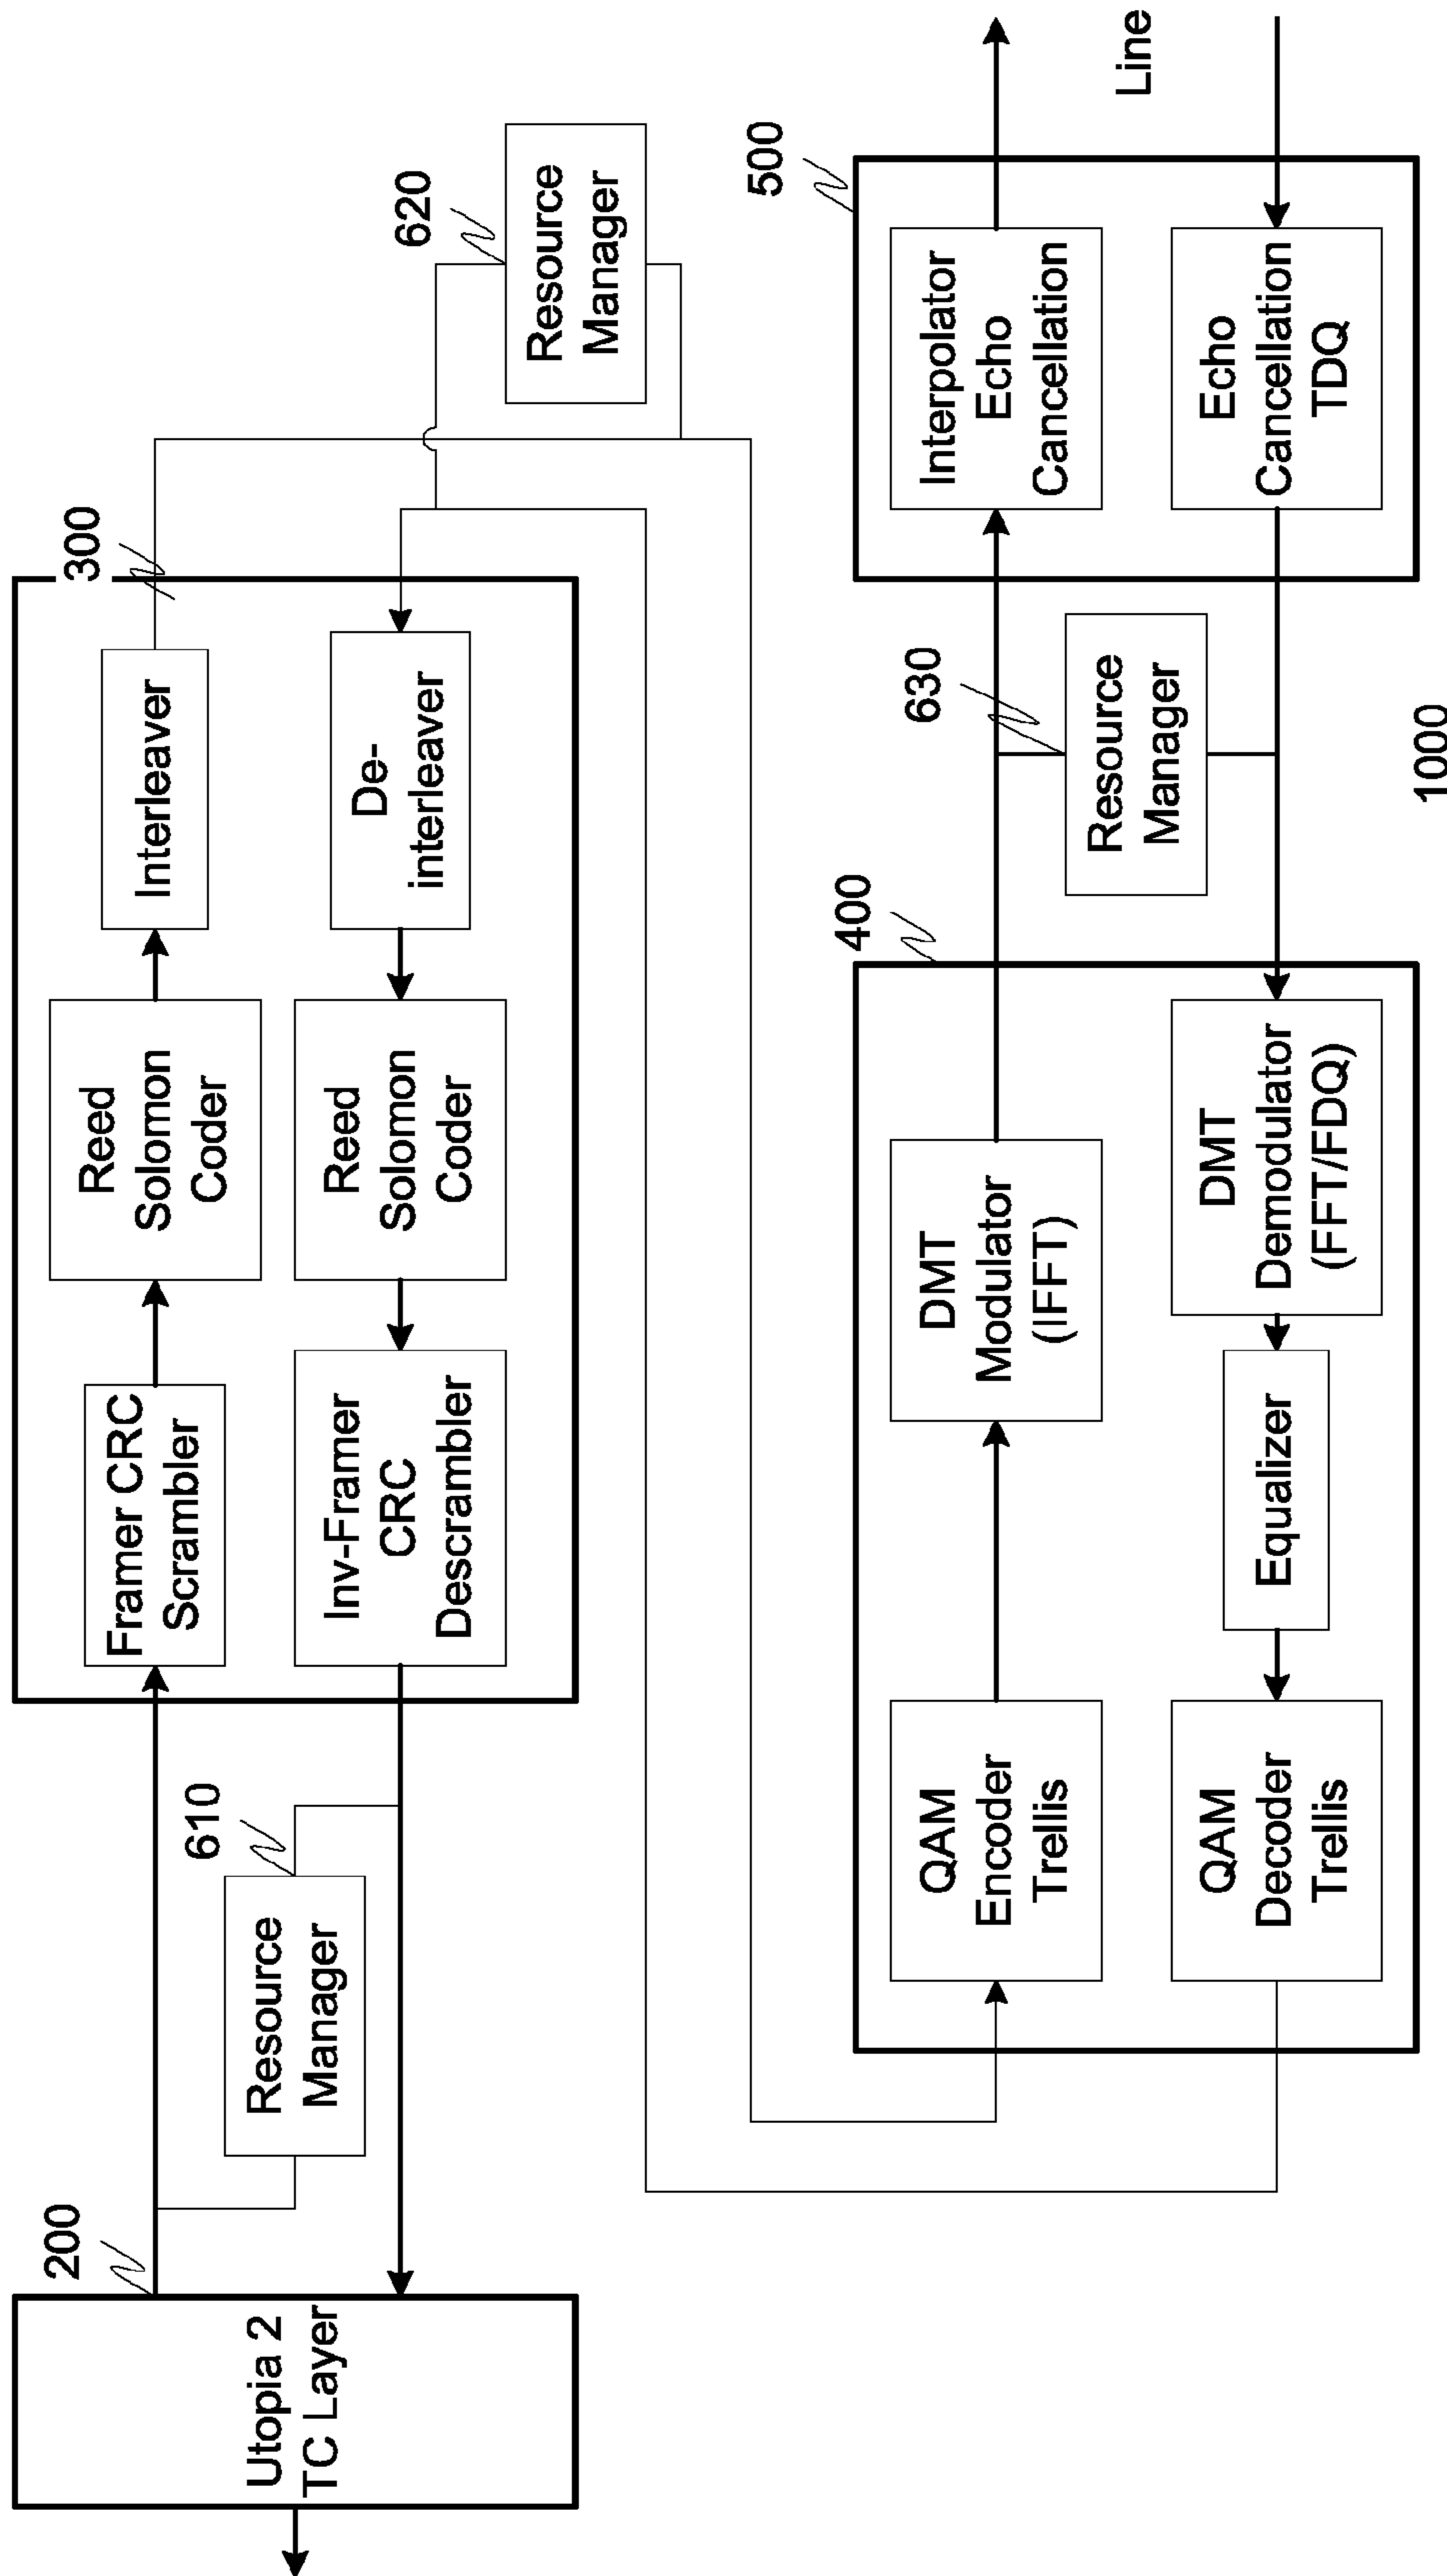 200
Utopia 2
TC Layer
610
Resource
Manager
300
Framer CRC
Scrambler
Reed
Solomon
Coder
Interleaver
Inv-Framer
CRC
Descrambler
Reed
Solomon
Coder
De-
interleaver
620
Resource
Manager
400
QAM
Encoder
Trellis
DMT
Modulator
(IFFT)
QAM
Decoder
Trellis
Equalizer
DMT
Demodulator
(FFT/FDQ)
630
Resource
Manager
500
Interpolator
Echo
Cancellation
Echo
Cancellation
TDQ
Line
1000